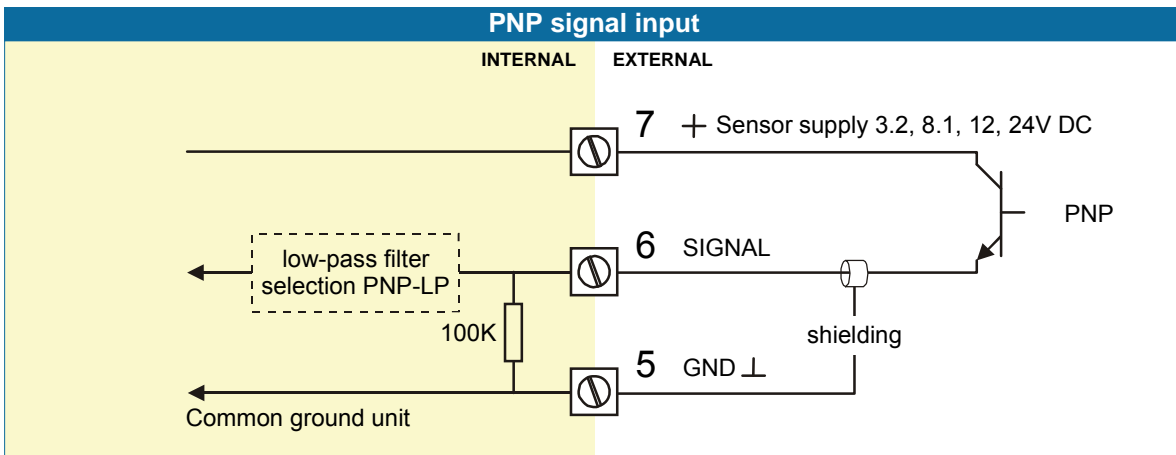 PNP signal input
INTERNAL EXTERNAL
7 + Sensor supply 3.2, 8.1, 12, 24V DC
PNP
6 SIGNAL
low-pass filter
selection PNP-LP
100K
shielding
5 GND ⊥
Common ground unit